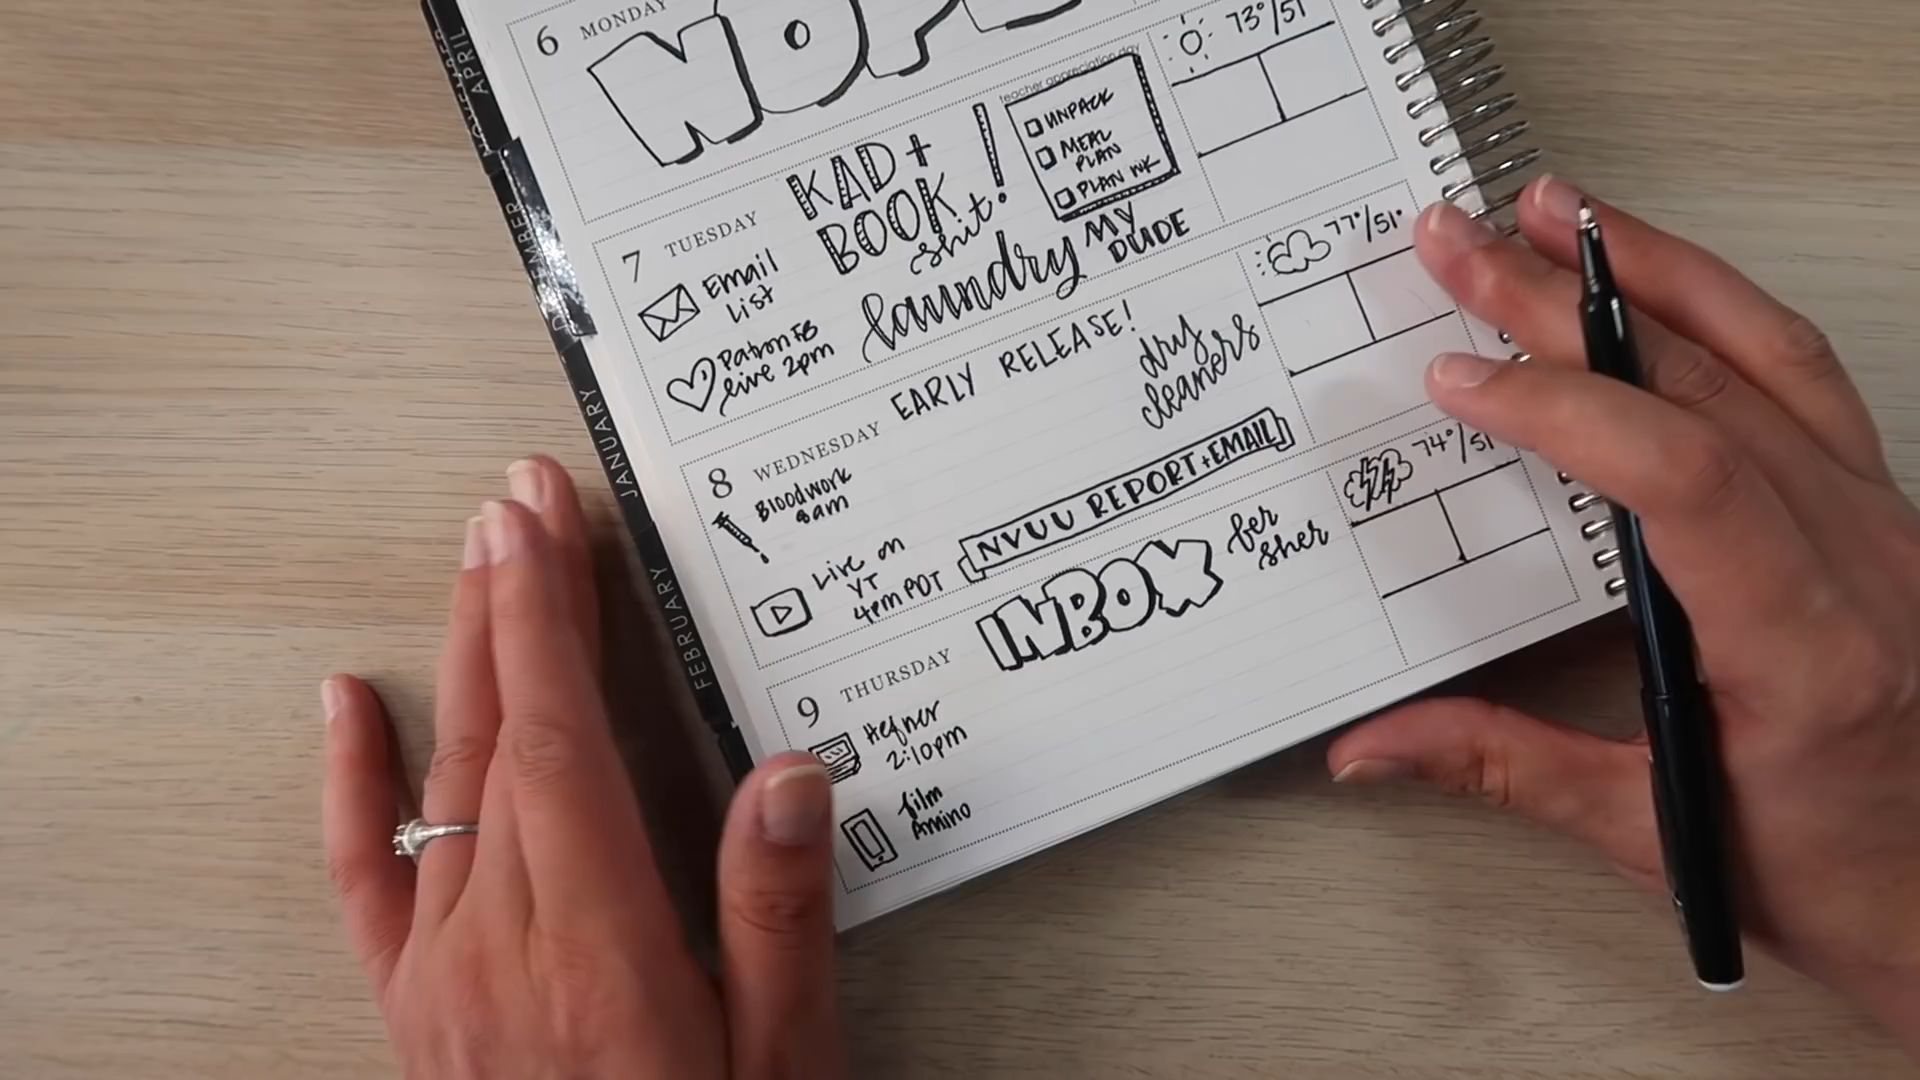 6 MONDAY
NOPE
73°/51
7 TUESDAY
Email
List
Patron FB
live 2pm
KAD +
BOOK
shit!
laundry
MY
DUDE
teacher appreciation day
UNPACK
MEAL
PLAN
PLAN WK
77°/51°
8 WEDNESDAY
Bloodwork
8am
Live on
YT
4pm PDT
EARLY RELEASE!
dry
cleaners
NVUU REPORT + EMAIL
74°/51
9 THURSDAY
Hefner
2:10pm
film
Amino
INBOX
fer
sher
APRIL
JANUARY
FEBRUARY